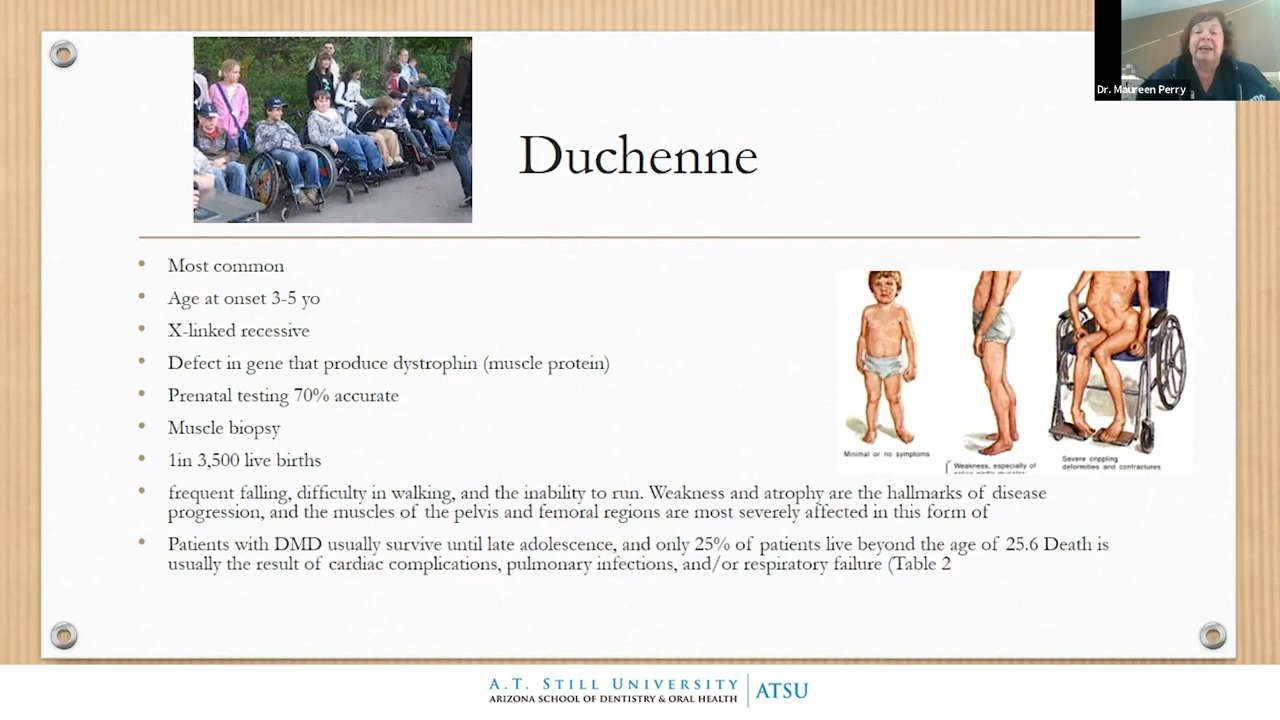 Dr. Maureen Perry
Duchenne
Most common
Age at onset 3-5 yo
X-linked recessive
Defect in gene that produce dystrophin (muscle protein)
Prenatal testing 70% accurate
Muscle biopsy
1in 3,500 live births
Minimal or no symptoms
Weakness, especially of
Severe crippling
deformities and contractures
frequent falling, difficulty in walking, and the inability to run. Weakness and atrophy are the hallmarks of disease
progression, and the muscles of the pelvis and femoral regions are most severely affected in this form of
Patients with DMD usually survive until late adolescence, and only 25% of patients live beyond the age of 25.6 Death is
usually the result of cardiac complications, pulmonary infections, and/or respiratory failure (Table 2
A.T. STILL UNIVERSITY
ARIZONA SCHOOL OF DENTISTRY & ORAL HEALTH
ATSU